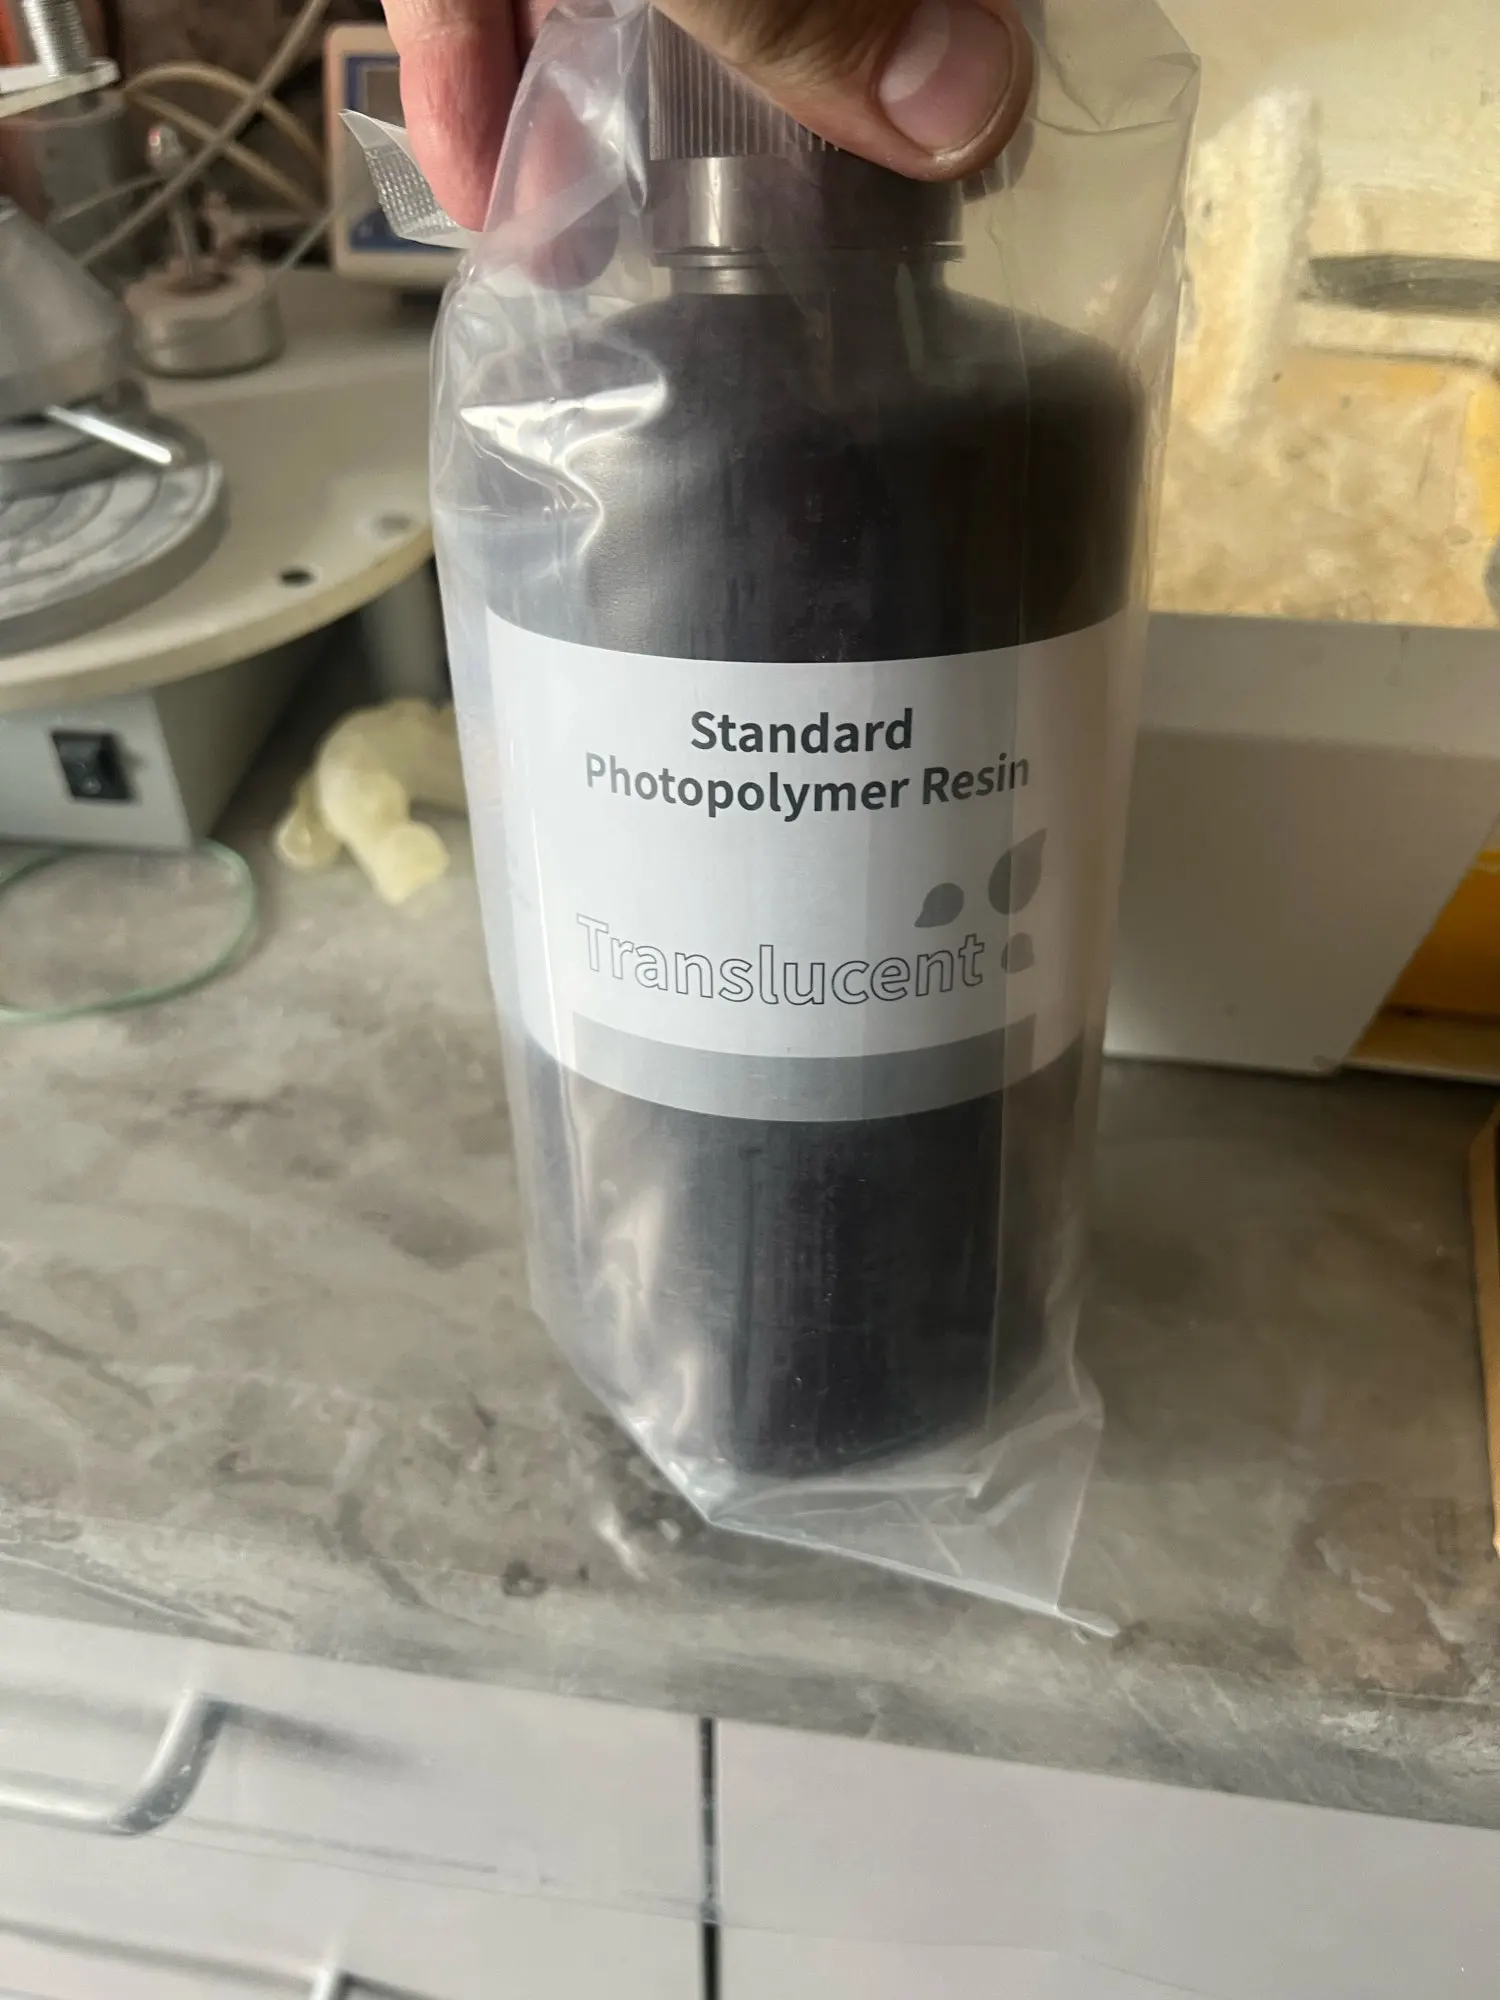 Standard
Photopolymer Resin
Translucent